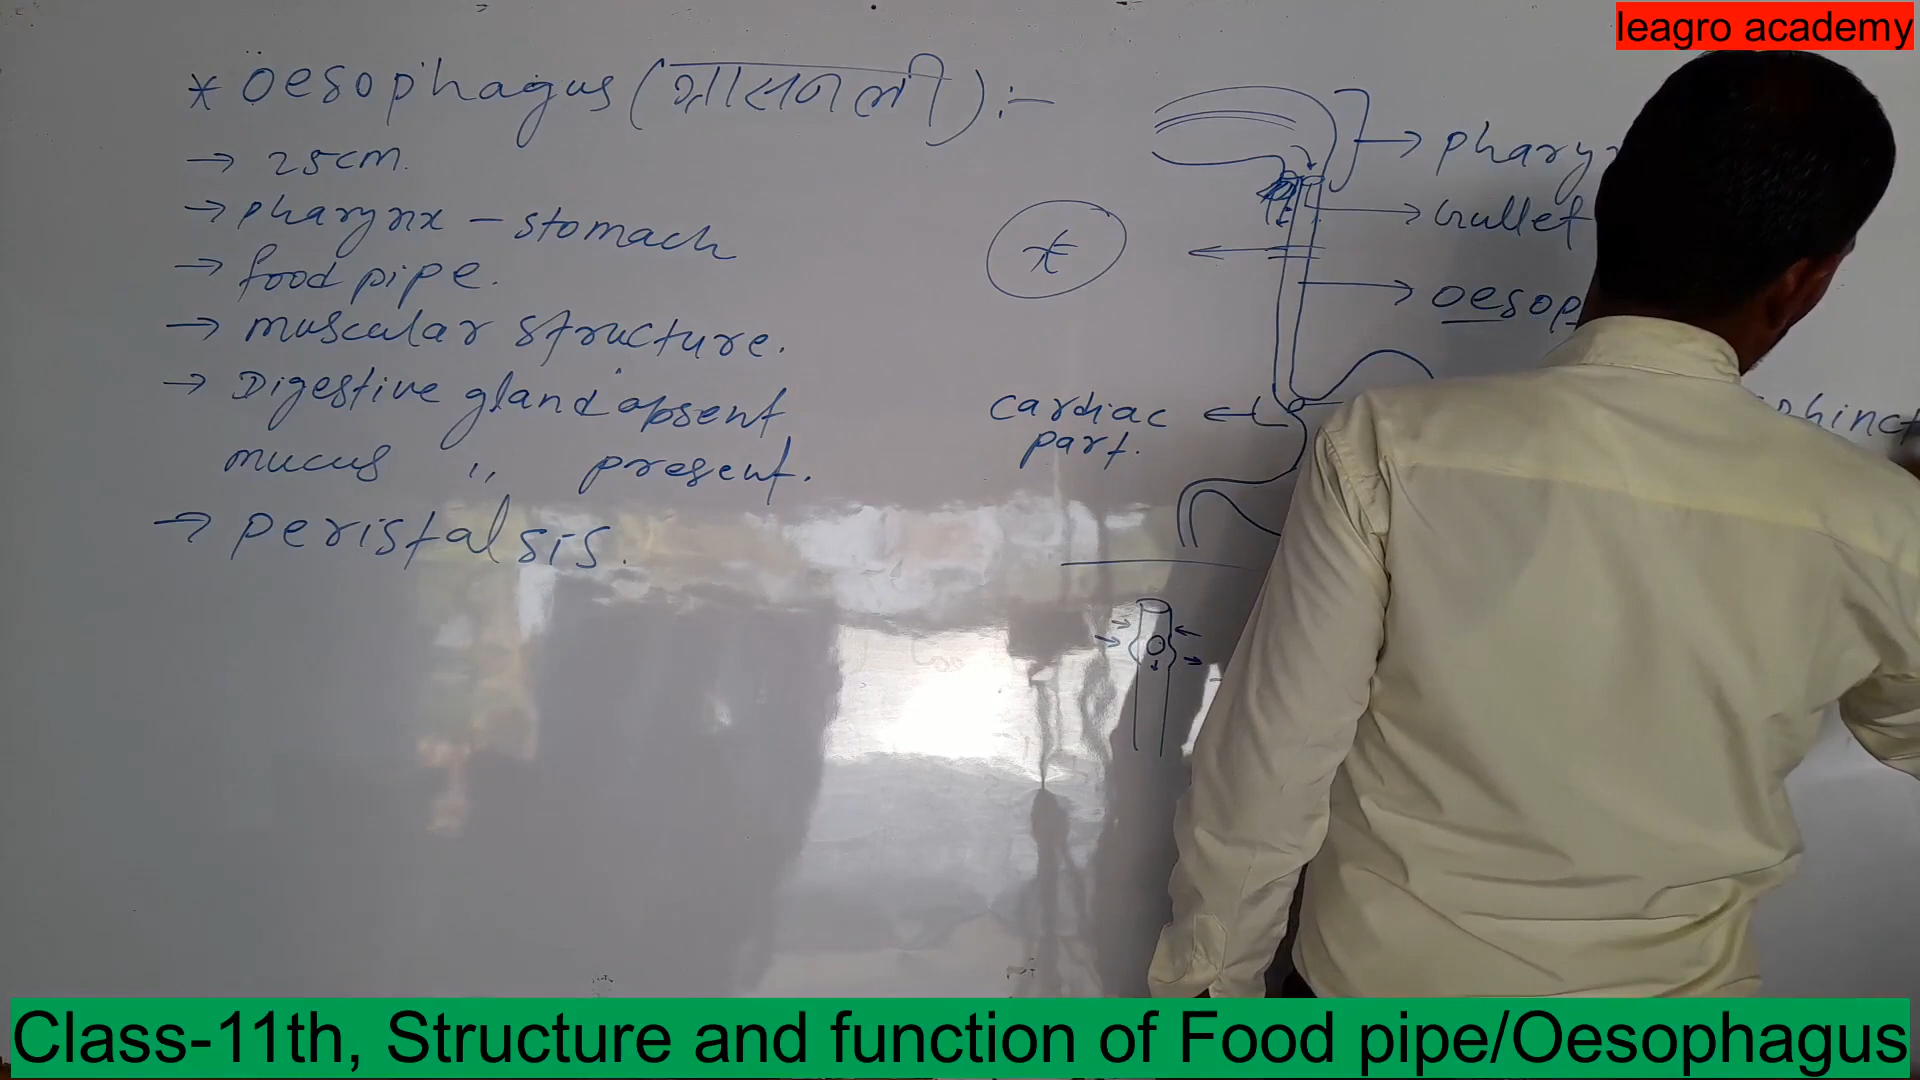 leagro academy
* Oesophagus (ग्रासनली) :-
→ 25cm.
→ pharynx - stomach
→ food pipe.
→ muscular structure.
→ Digestive gland absent
mucus " present.
→ peristalsis.
→ phary
→ Gullet
→ oesop
cardiac ←
part.
phinct
Class-11th, Structure and function of Food pipe/Oesophagus